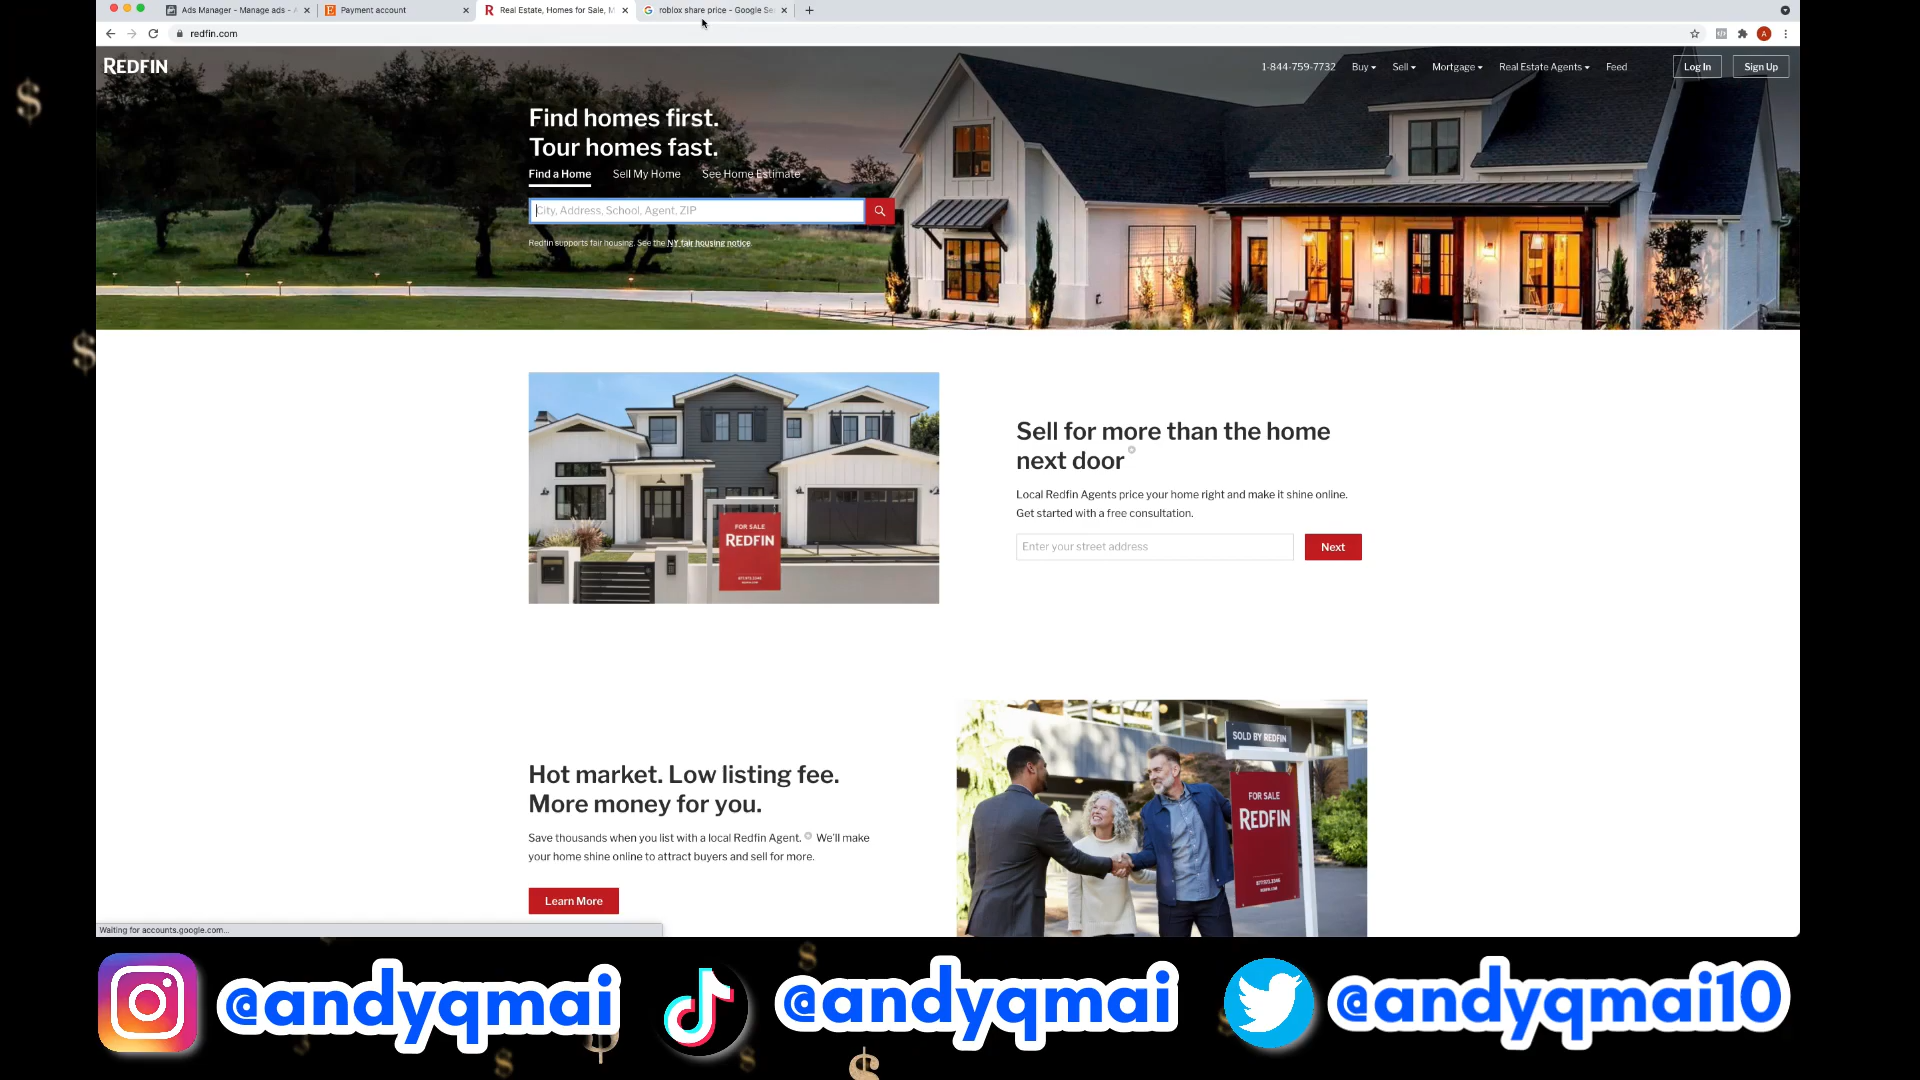 Ads Manager - Manage ads - A
Payment account
Real Estate, Homes for Sale, M
roblox share price - Google Se
redfin.com
REDFIN
1-844-759-7732
Buy
Sell
Mortgage
Real Estate Agents
Feed
Log In
Sign Up
Find homes first.
Tour homes fast.
Find a Home
Sell My Home
See Home Estimate
City, Address, School, Agent, ZIP
Redfin supports fair housing. See the NY fair housing notice.
FOR SALE
REDFIN
Sell for more than the home
next door
Local Redfin Agents price your home right and make it shine online.
Get started with a free consultation.
Enter your street address
Next
Hot market. Low listing fee.
More money for you.
Save thousands when you list with a local Redfin Agent. We'll make
your home shine online to attract buyers and sell for more.
Learn More
SOLD BY REDFIN
FOR SALE
REDFIN
Waiting for accounts.google.com...
@andyqmai
@andyqmai
@andyqmai10